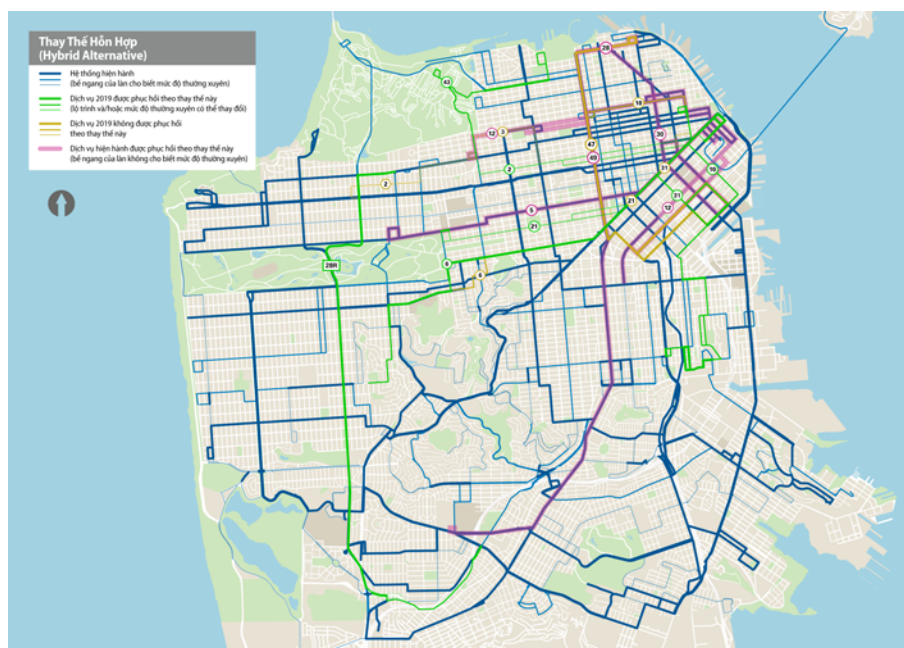 Thay Thế Hỗn Hợp
(Hybrid Alternative)
Hệ thống hiện hành
(bề ngang của làn cho biết mức độ thường xuyên)
Dịch vụ 2019 được phục hồi theo thay thế này
(lộ trình và/hoặc mức độ thường xuyên có thể thay đổi)
Dịch vụ 2019 không được phục hồi
theo thay thế này
Dịch vụ hiện hành được phục hồi theo thay thế này
(bề ngang của làn không cho biết mức độ thường xuyên)
28
43
18
12
3
30
47
49
2
2
31
10
31
21
12
5
21
6
6
28R